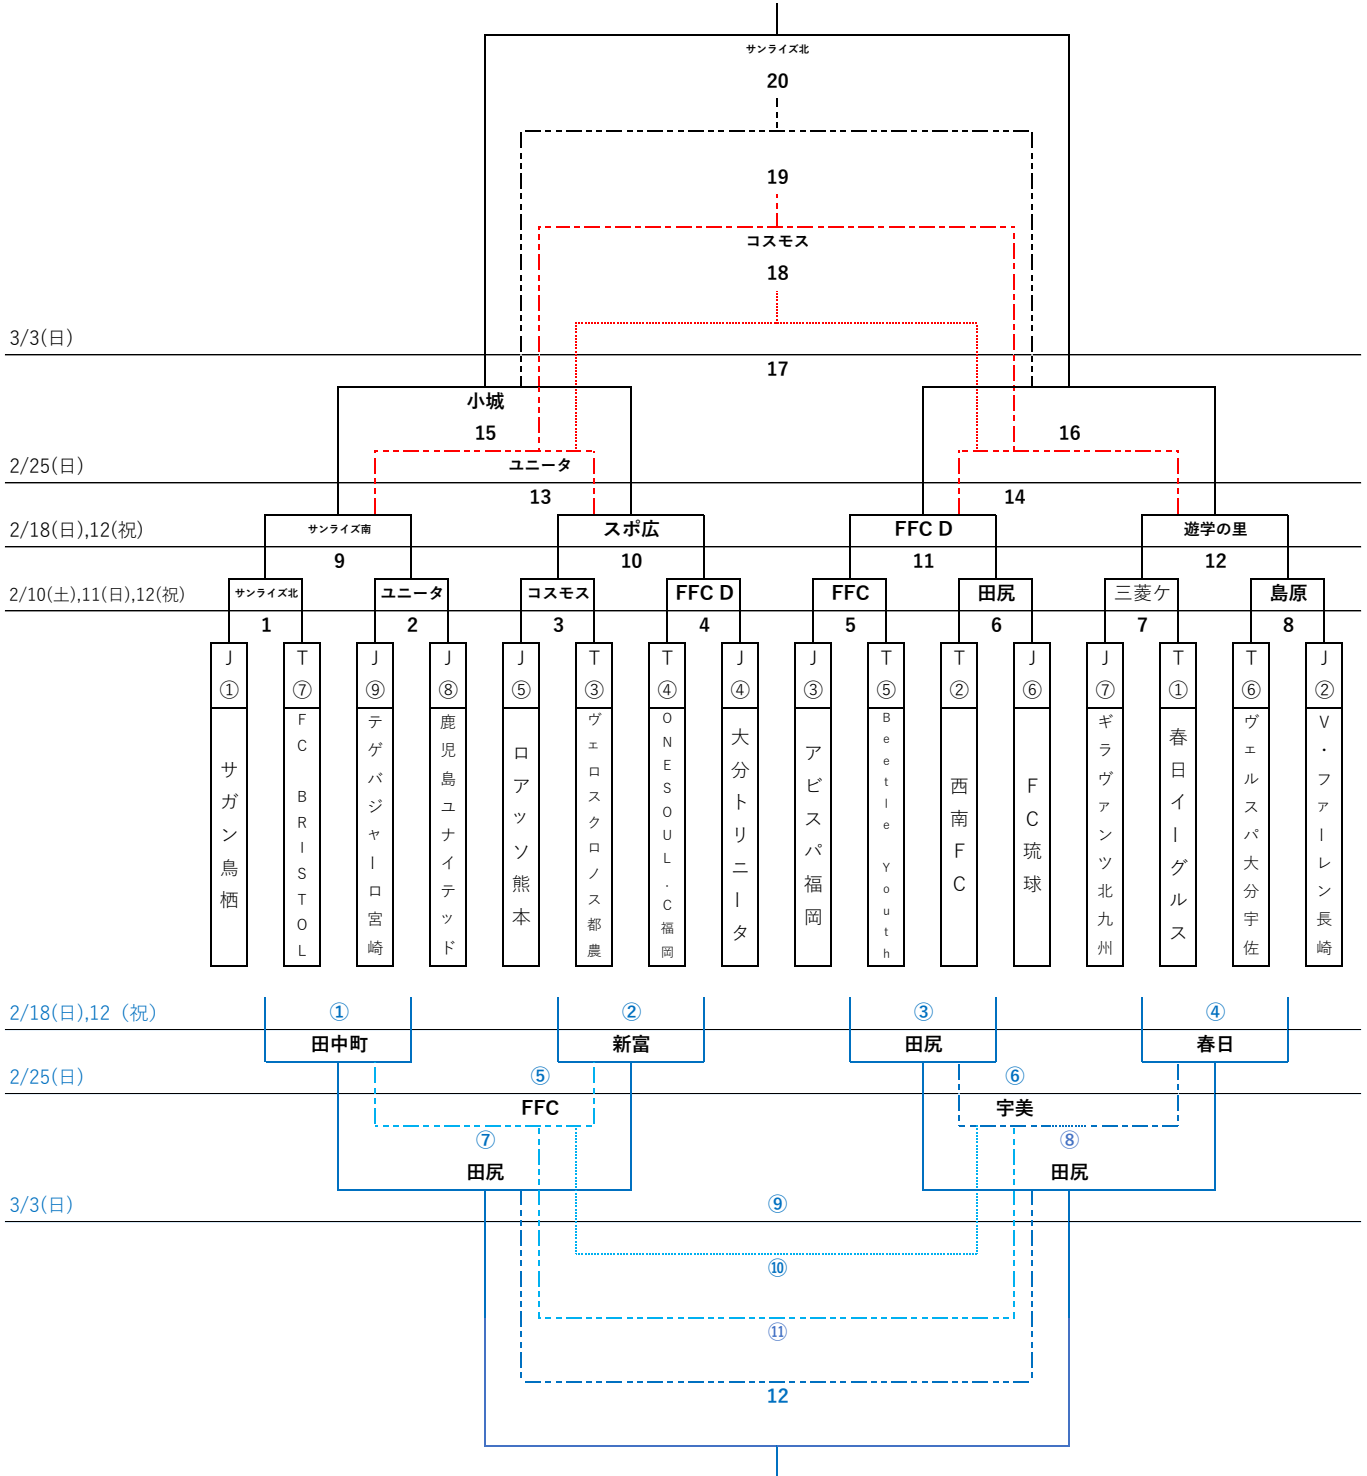 サンライズ北
20
19
コスモス
18
3/3(日)
17
小城
15
16
2/25(日)
ユニータ
13
14
2/18(日),12(祝)
サンライズ南
スポ広
FFC D
遊学の里
9
10
11
12
2/10(土),11(日),12(祝)
サンライズ北
ユニータ
コスモス
FFC D
FFC
田尻
三菱ケ
島原
1
2
3
4
5
6
7
8
J① サガン鳥栖
T⑦ FC BRISTOL
J⑨ テゲバジャーロ宮崎
J⑧ 鹿児島ユナイテッド
J⑤ ロアッソ熊本
T③ ヴェロスクロノス都農
T④ ONESOUL.C福岡
J④ 大分トリニータ
J③ アビスパ福岡
T⑤ Beetle Youth
T② 西南FC
J⑥ FC琉球
J⑦ ギラヴァンツ北九州
T① 春日イーグルス
T⑥ ヴェルスパ大分宇佐
J② V・ファーレン長崎
2/18(日),12（祝）
①
②
③
④
田中町
新富
田尻
春日
2/25(日)
⑤
⑥
FFC
宇美
⑦
⑧
田尻
田尻
3/3(日)
⑨
⑩
⑪
12